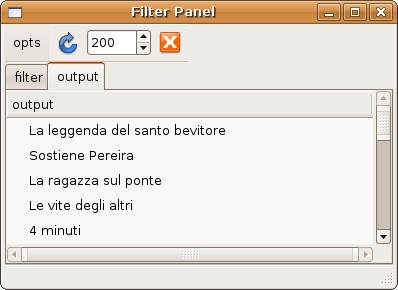 Filter Panel
opts 200
filter output
output
La leggenda del santo bevitore
Sostiene Pereira
La ragazza sul ponte
Le vite degli altri
4 minuti